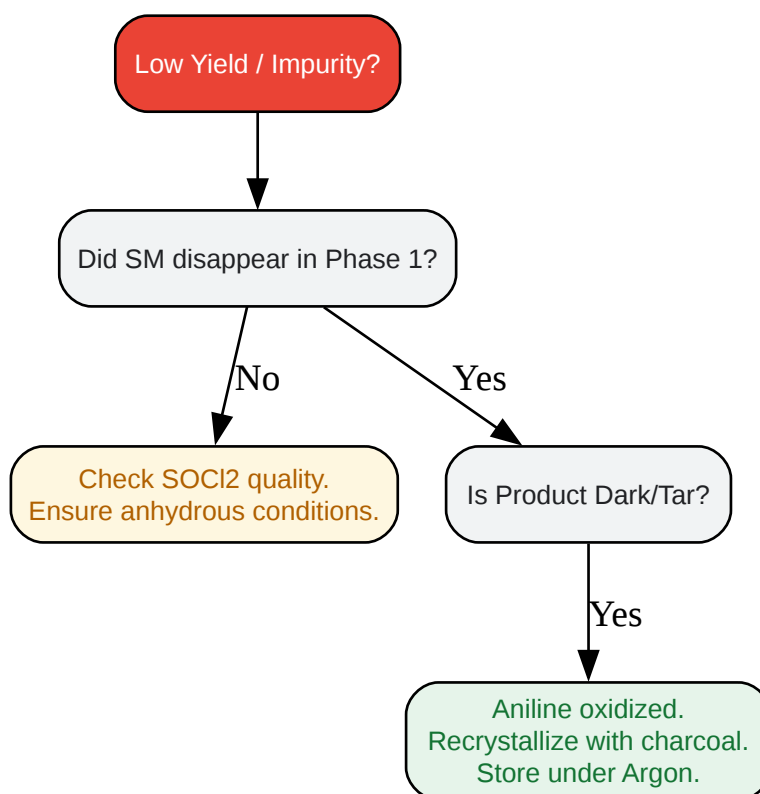 Low Yield / Impurity?
Did SM disappear in Phase 1?
No
Yes
Check SOCl2 quality.
Ensure anhydrous conditions.
Is Product Dark/Tar?
Yes
Aniline oxidized.
Recrystallize with charcoal.
Store under Argon.